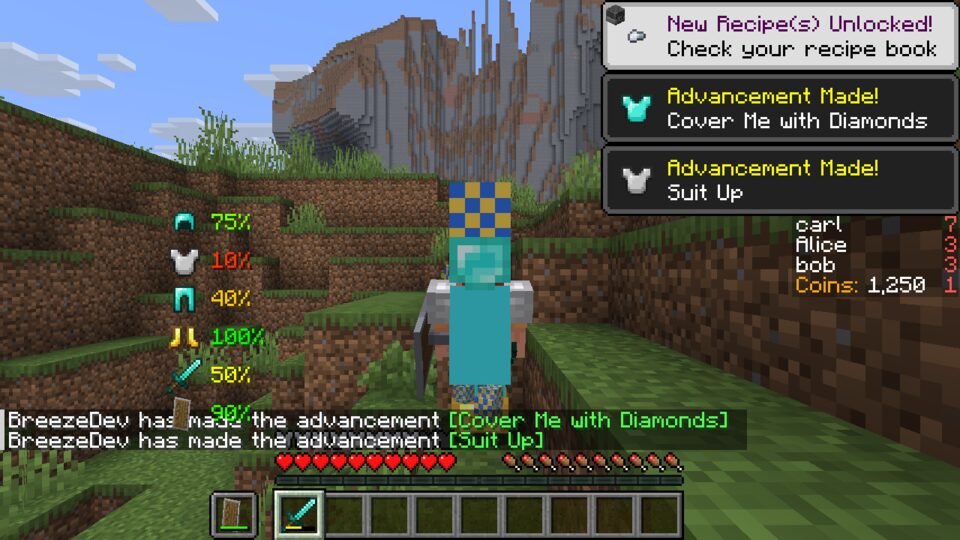 New Recipe(s) Unlocked!
Check your recipe book
Advancement Made!
Cover Me with Diamonds
Advancement Made!
Suit Up
carl 7
Alice 3
bob 3
Coins: 1,250 1
75%
10%
40%
100%
50%
90%
BreezeDev has made the advancement [Cover Me with Diamonds]
BreezeDev has made the advancement [Suit Up]